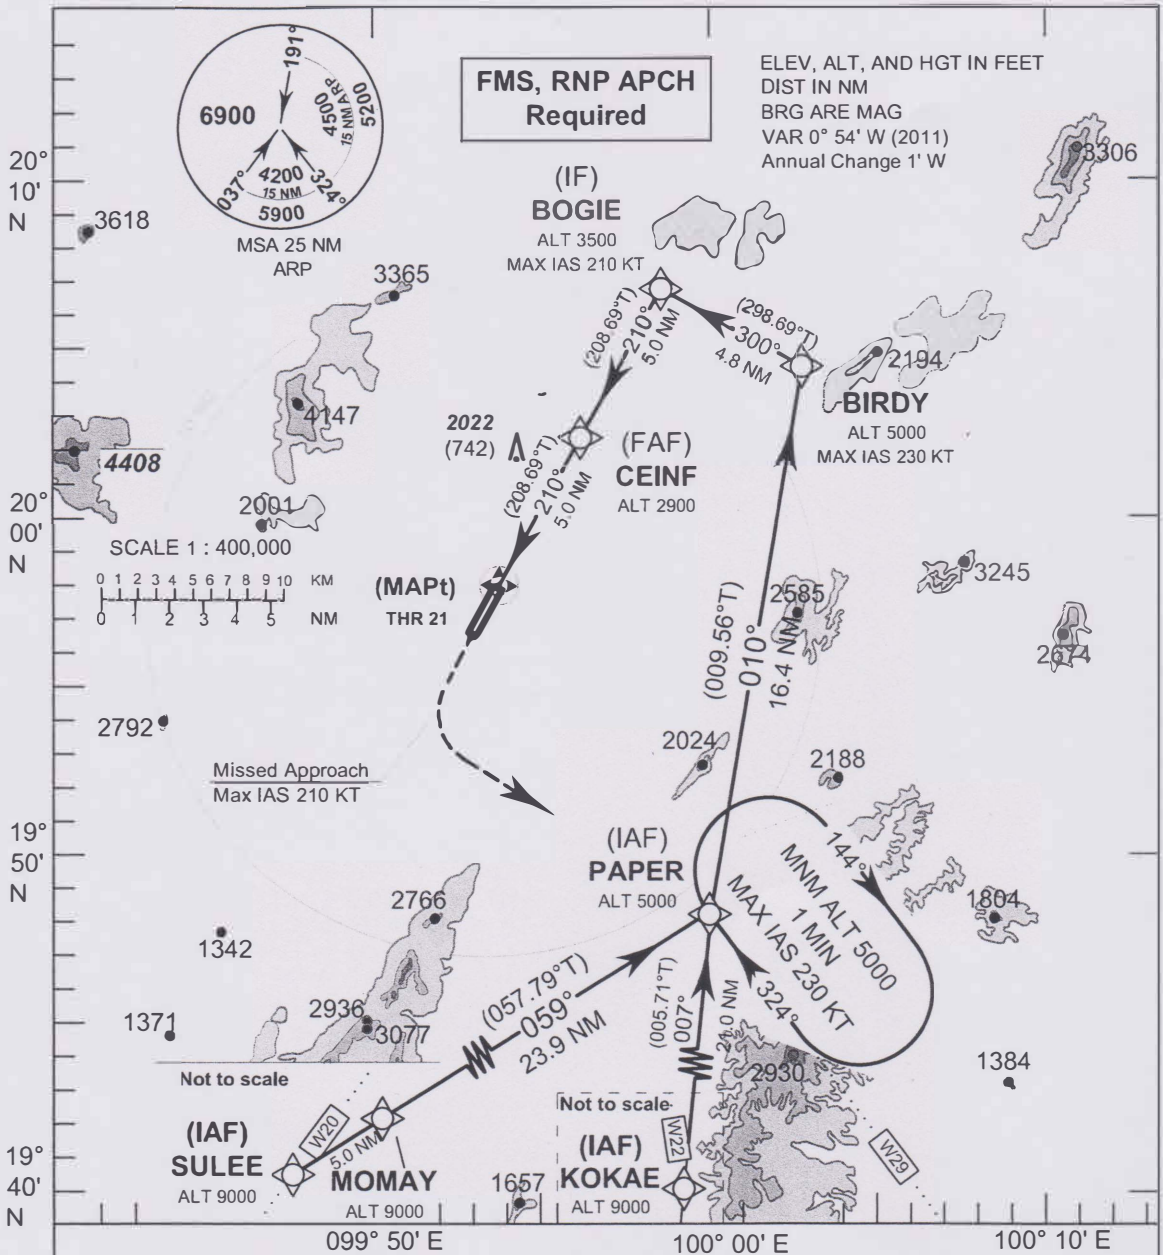 191°
6900
4500
15 NM ARP
5200
4200
15 NM
037°
324°
5900
MSA 25 NM
ARP
FMS, RNP APCH
Required
ELEV, ALT, AND HGT IN FEET
DIST IN NM
BRG ARE MAG
VAR 0° 54' W (2011)
Annual Change 1' W
20°
10'
N
3618
3365
3306
(IF)
BOGIE
ALT 3500
MAX IAS 210 KT
(208.69°T)
210°
5.0 NM
(298.69°T)
300°
4.8 NM
2194
BIRDY
ALT 5000
MAX IAS 230 KT
4147
4408
2022
(742)
(FAF)
CEINF
ALT 2900
(208.69°T)
210°
5.0 NM
20°
00'
N
2001
SCALE 1 : 400,000
0 1 2 3 4 5 6 7 8 9 10 KM
0 1 2 3 4 5 NM
(MAPt)
THR 21
2585
3245
2674
(009.56°T)
010°
16.4 NM
2792
2024
2188
Missed Approach
Max IAS 210 KT
19°
50'
N
(IAF)
PAPER
ALT 5000
144°
MNM ALT 5000
1 MIN
MAX IAS 230 KT
324°
1804
2766
1342
2936
3077
1371
(057.79°T)
059°
23.9 NM
(005.71°T)
007°
21.0 NM
2930
1384
Not to scale
Not to scale
(IAF)
SULEE
ALT 9000
W20
5.0 NM
MOMAY
ALT 9000
1657
(IAF)
KOKAE
ALT 9000
W22
W29
19°
40'
N
099° 50' E
100° 00' E
100° 10' E